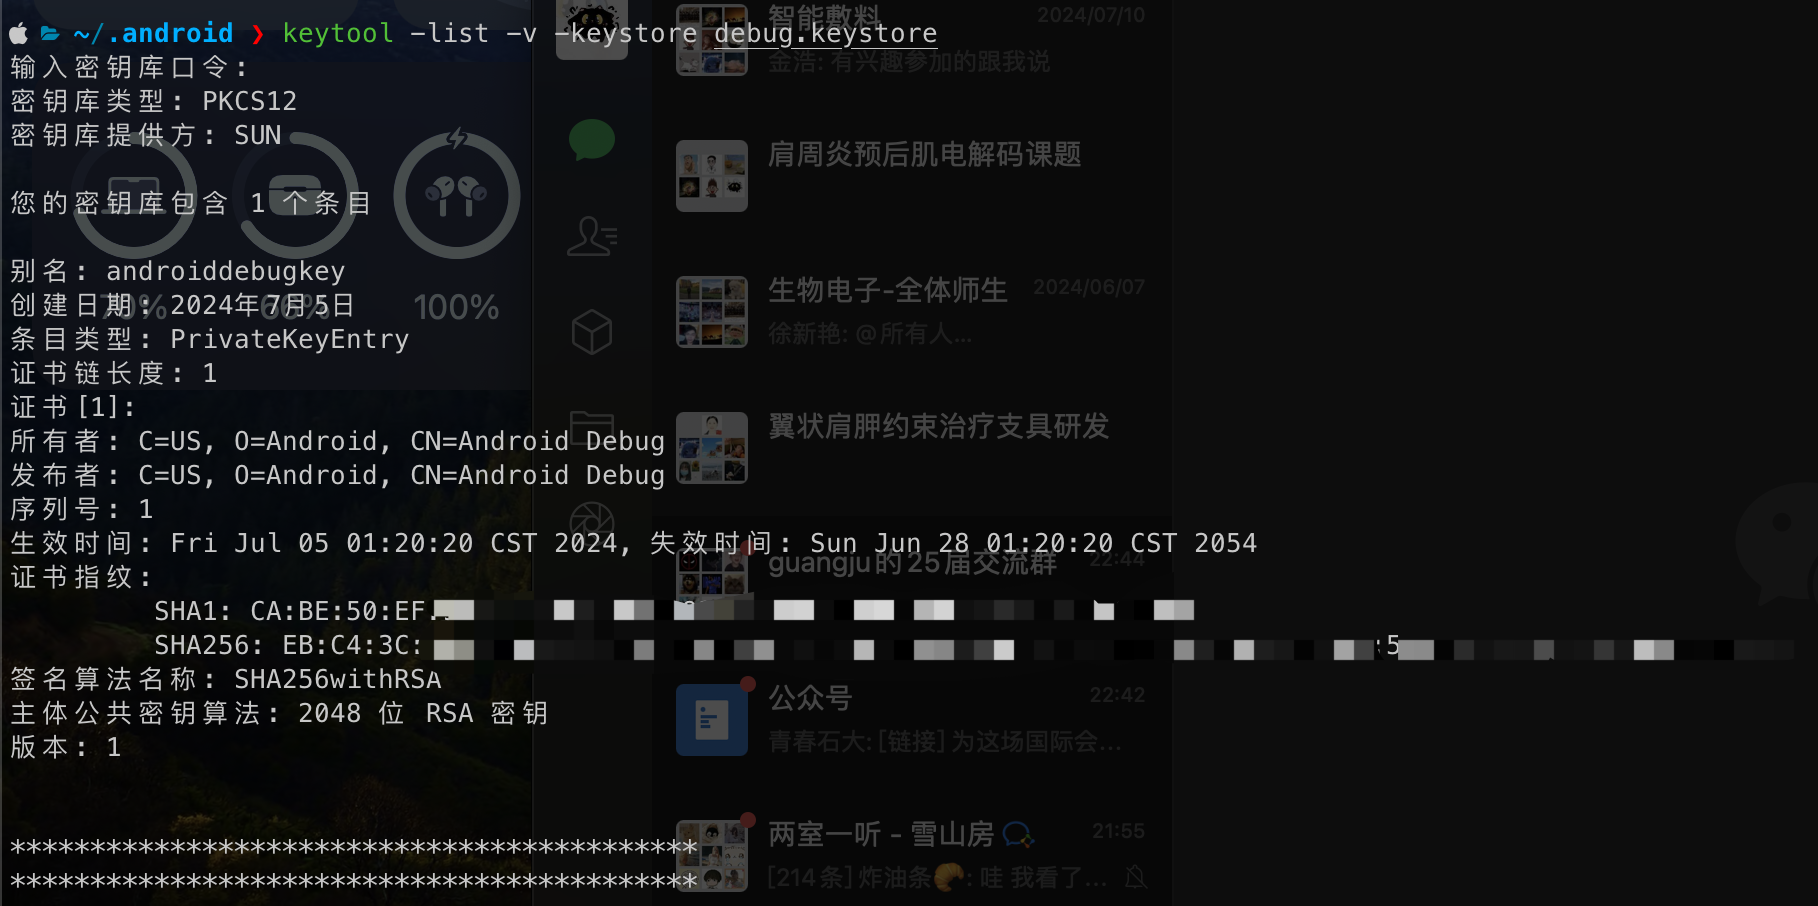 ~/.android ❯ keytool -list -v -keystore debug.keystore
输入密钥库口令:
密钥库类型: PKCS12
密钥库提供方: SUN
您的密钥库包含 1 个条目
别名: androiddebugkey
创建日期: 2024年7月5日
条目类型: PrivateKeyEntry
证书链长度: 1
证书[1]:
所有者: C=US, O=Android, CN=Android Debug
发布者: C=US, O=Android, CN=Android Debug
序列号: 1
生效时间: Fri Jul 05 01:20:20 CST 2024, 失效时间: Sun Jun 28 01:20:20 CST 2054
证书指纹:
SHA1: CA:BE:50:EF
SHA256: EB:C4:3C: :5
签名算法名称: SHA256withRSA
主体公共密钥算法: 2048 位 RSA 密钥
版本: 1
*******************************************
*******************************************
100%
智能敷料 2024/07/10
金浩: 有兴趣参加的跟我说
肩周炎预后肌电解码课题
生物电子-全体师生 2024/06/07
徐新艳: @所有人...
翼状肩胛约束治疗支具研发
guangju的25届交流群 22:44
公众号 22:42
青春石大: [链接] 为这场国际会...
两室一听 - 雪山房 21:55
[214条] 炸油条🥐: 哇 我看了...